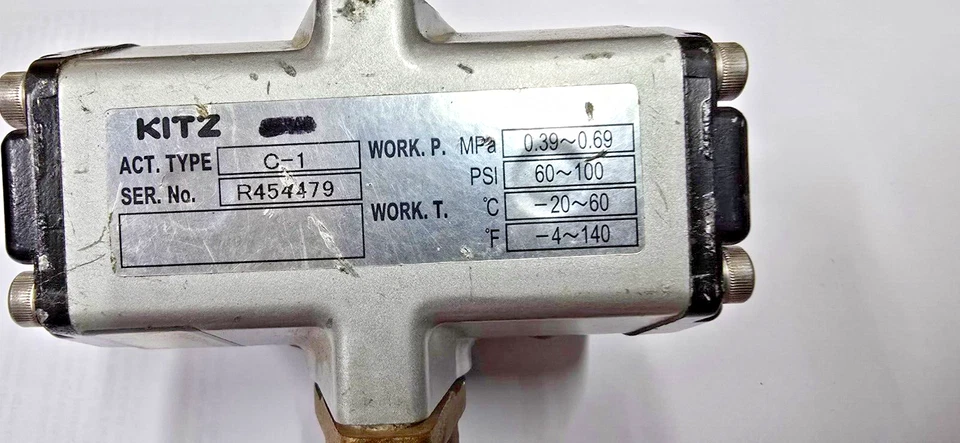 KITZ
ACT. TYPE C-1
SER. No. R454479
WORK. P. MPa 0.39～0.69
PSI 60～100
WORK. T. ℃ －20～60
℉ －4～140